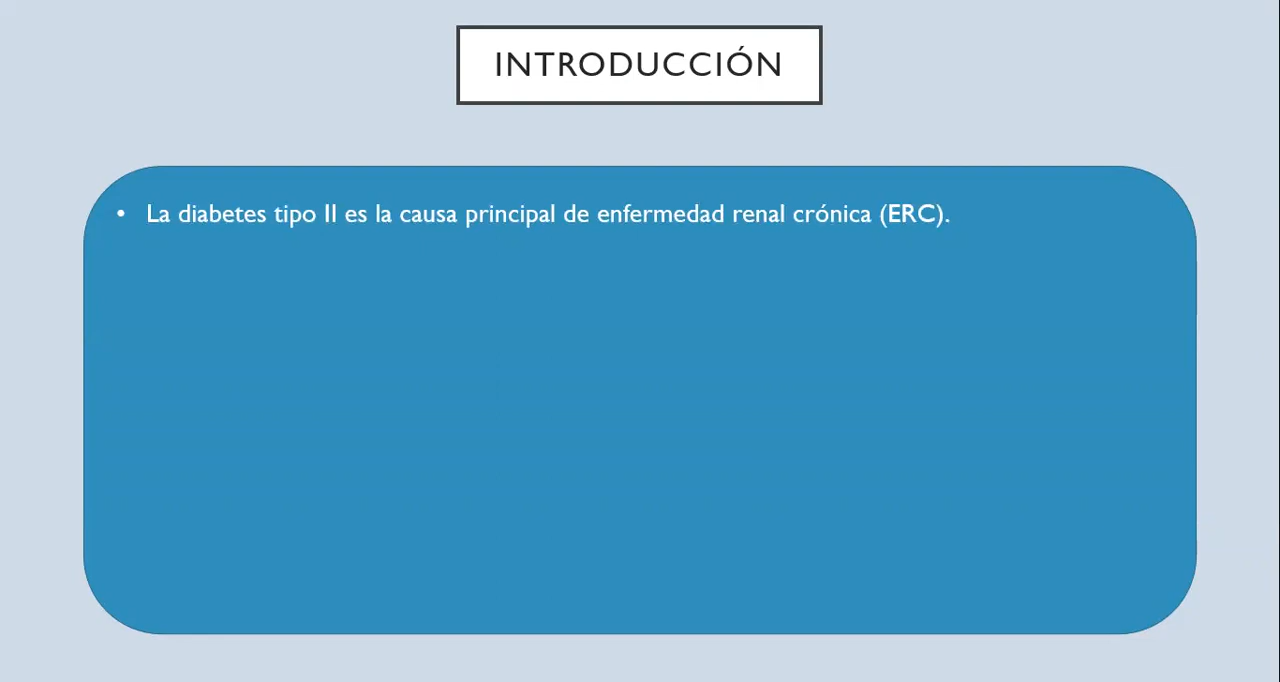 INTRODUCCIÓN
• La diabetes tipo II es la causa principal de enfermedad renal crónica (ERC).